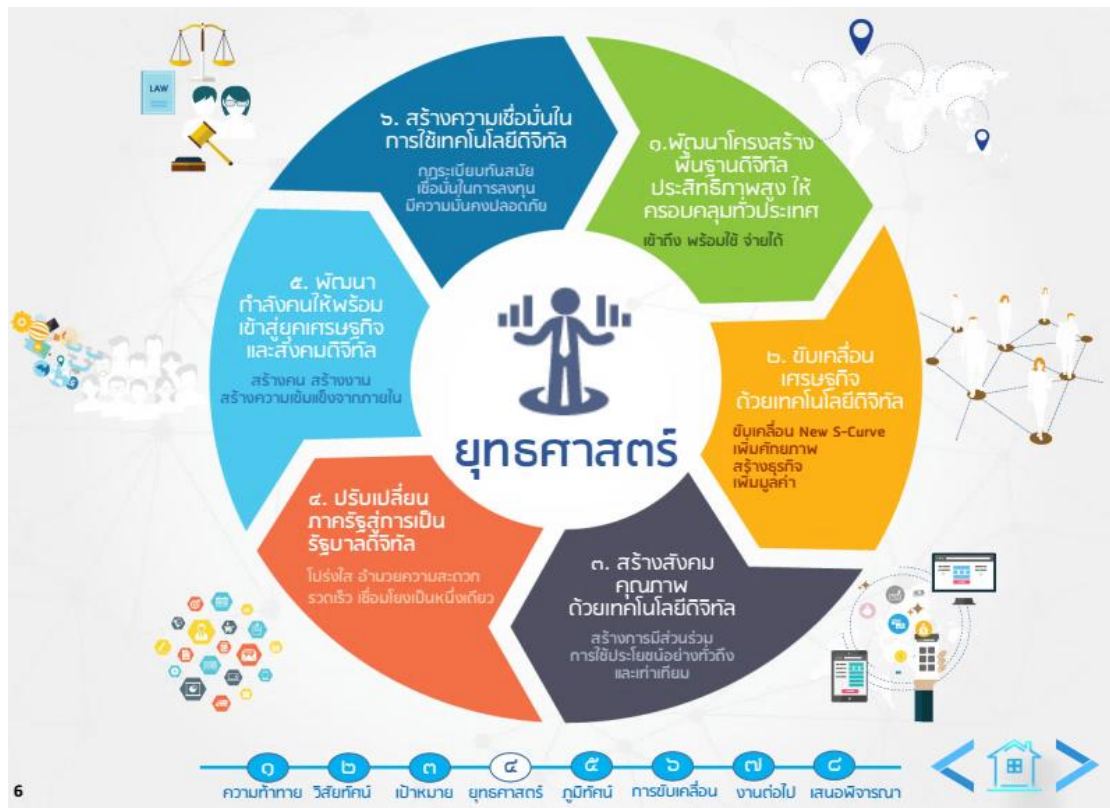 ๑.พัฒนาโครงสร้าง
พื้นฐานดิจิทัล
ประสิทธิภาพสูง ให้
ครอบคลุมทั่วประเทศ
เข้าถึง พร้อมใช้ จ่ายได้
๒. ขับเคลื่อน
เศรษฐกิจ
ด้วยเทคโนโลยีดิจิทัล
ขับเคลื่อน New S-Curve
เพิ่มศักยภาพ
สร้างธุรกิจ
เพิ่มมูลค่า
๓. สร้างสังคม
คุณภาพ
ด้วยเทคโนโลยีดิจิทัล
สร้างการมีส่วนร่วม
การใช้ประโยชน์อย่างทั่วถึง
และเท่าเทียม
๔. ปรับเปลี่ยน
ภาครัฐสู่การเป็น
รัฐบาลดิจิทัล
โปร่งใส อำนวยความสะดวก
รวดเร็ว เชื่อมโยงเป็นหนึ่งเดียว
๕. พัฒนา
กำลังคนให้พร้อม
เข้าสู่ยุคเศรษฐกิจ
และสังคมดิจิทัล
สร้างคน สร้างงาน
สร้างความเข้มแข็งจากภายใน
๖. สร้างความเชื่อมั่นใน
การใช้เทคโนโลยีดิจิทัล
กฎระเบียบทันสมัย
เชื่อมั่นในการลงทุน
มีความมั่นคงปลอดภัย
LAW
ยุทธศาสตร์
๑ ๒ ๓ ๔ ๕ ๖ ๗ ๘
ความท้าทาย วิสัยทัศน์ เป้าหมาย ยุทธศาสตร์ ภูมิทัศน์ การขับเคลื่อน งานต่อไป เสนอพิจารณา
6